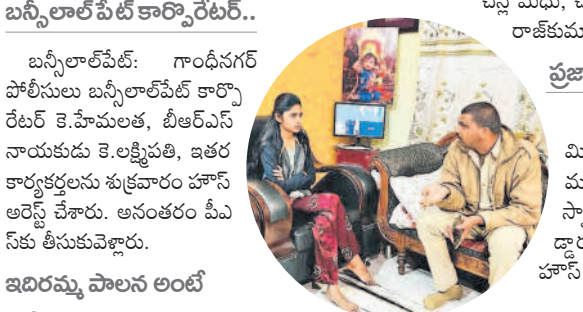 బన్సీలాల్‌పేట్ కార్పొరేటర్..
బన్సీలాల్‌పేట్: గాంధీనగర్
పోలీసులు బన్సీలాల్‌పేట్ కార్పొ
రేటర్ కె.హేమలత, బీఆర్ఎస్
నాయకుడు కె.లక్ష్మీపతి, ఇతర
కార్యకర్తలను శుక్రవారం హౌస్
అరెస్ట్ చేశారు. అనంతరం పీఎ
స్‌కు తీసుకువెళ్లారు.
ఇదిరమ్మ పాలన అంటే
రాజ్‌కుమ
ప్రజా
మి
మ
స్వా
డ్డార
హౌస్